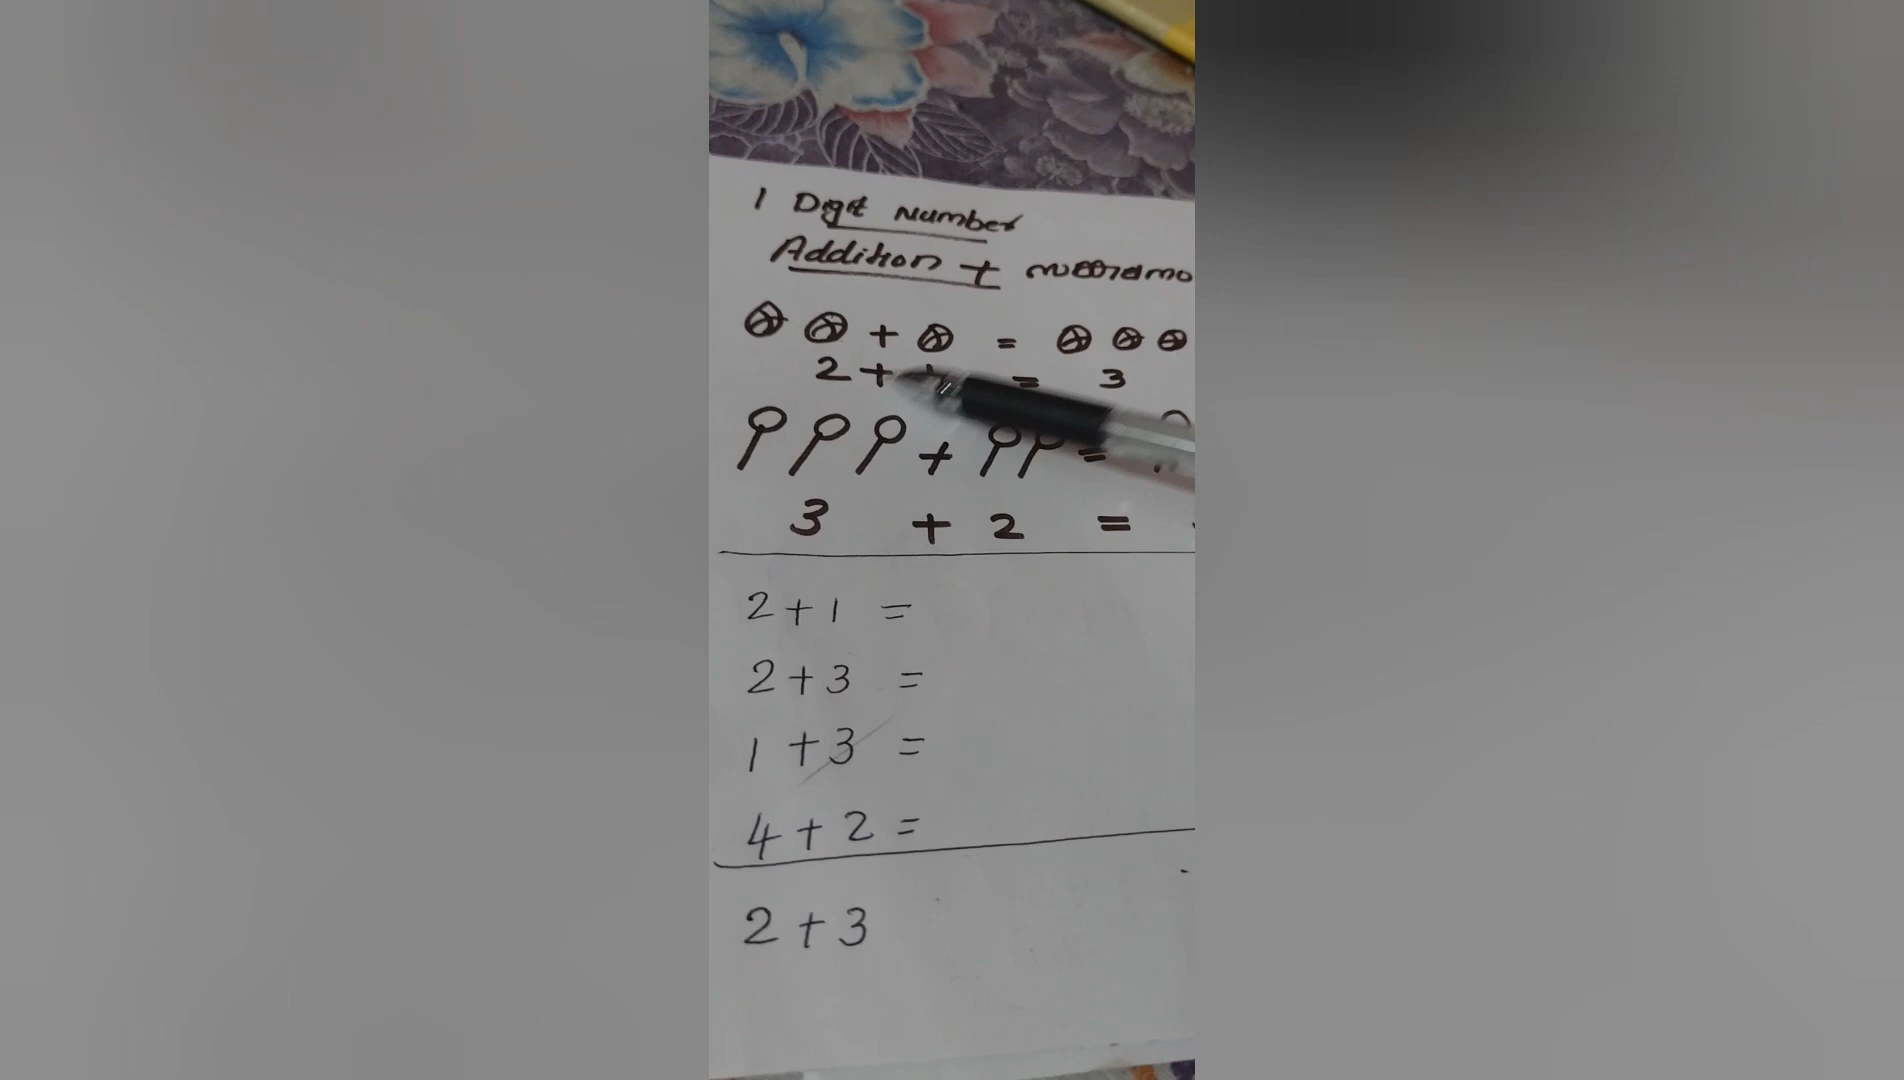 1 Digit Number
Addition +
+ =
2 + = 3
+ =
3 + 2 =
2 + 1 =
2 + 3 =
1 + 3 =
4 + 2 =
2 + 3